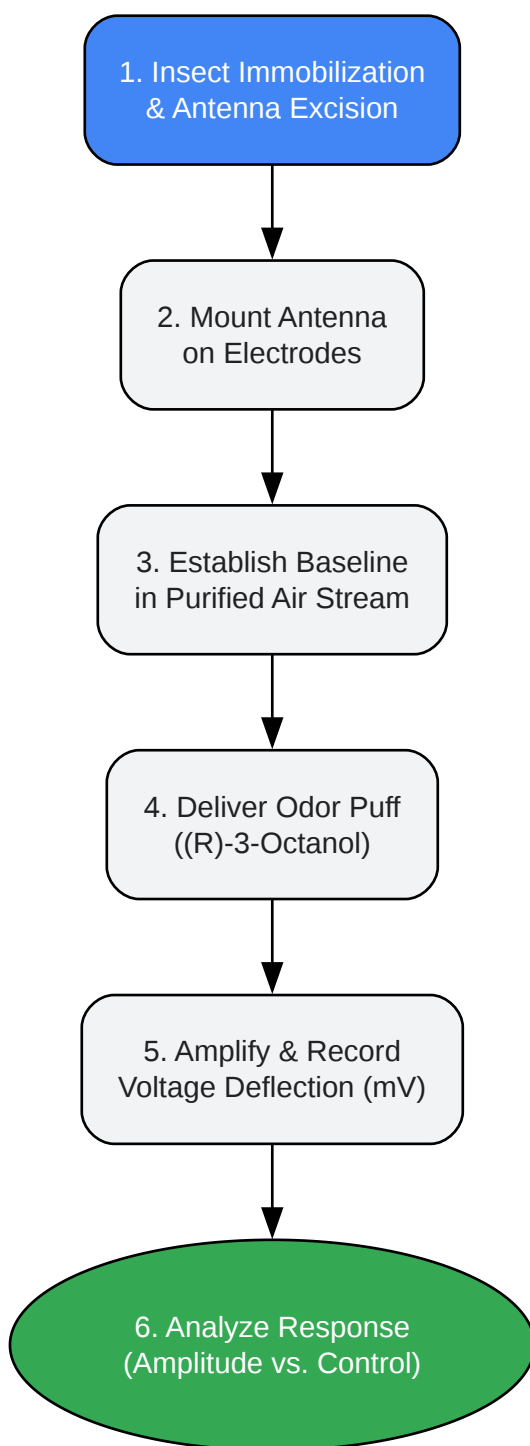 1. Insect Immobilization
& Antenna Excision
2. Mount Antenna
on Electrodes
3. Establish Baseline
in Purified Air Stream
4. Deliver Odor Puff
((R)-3-Octanol)
5. Amplify & Record
Voltage Deflection (mV)
6. Analyze Response
(Amplitude vs. Control)